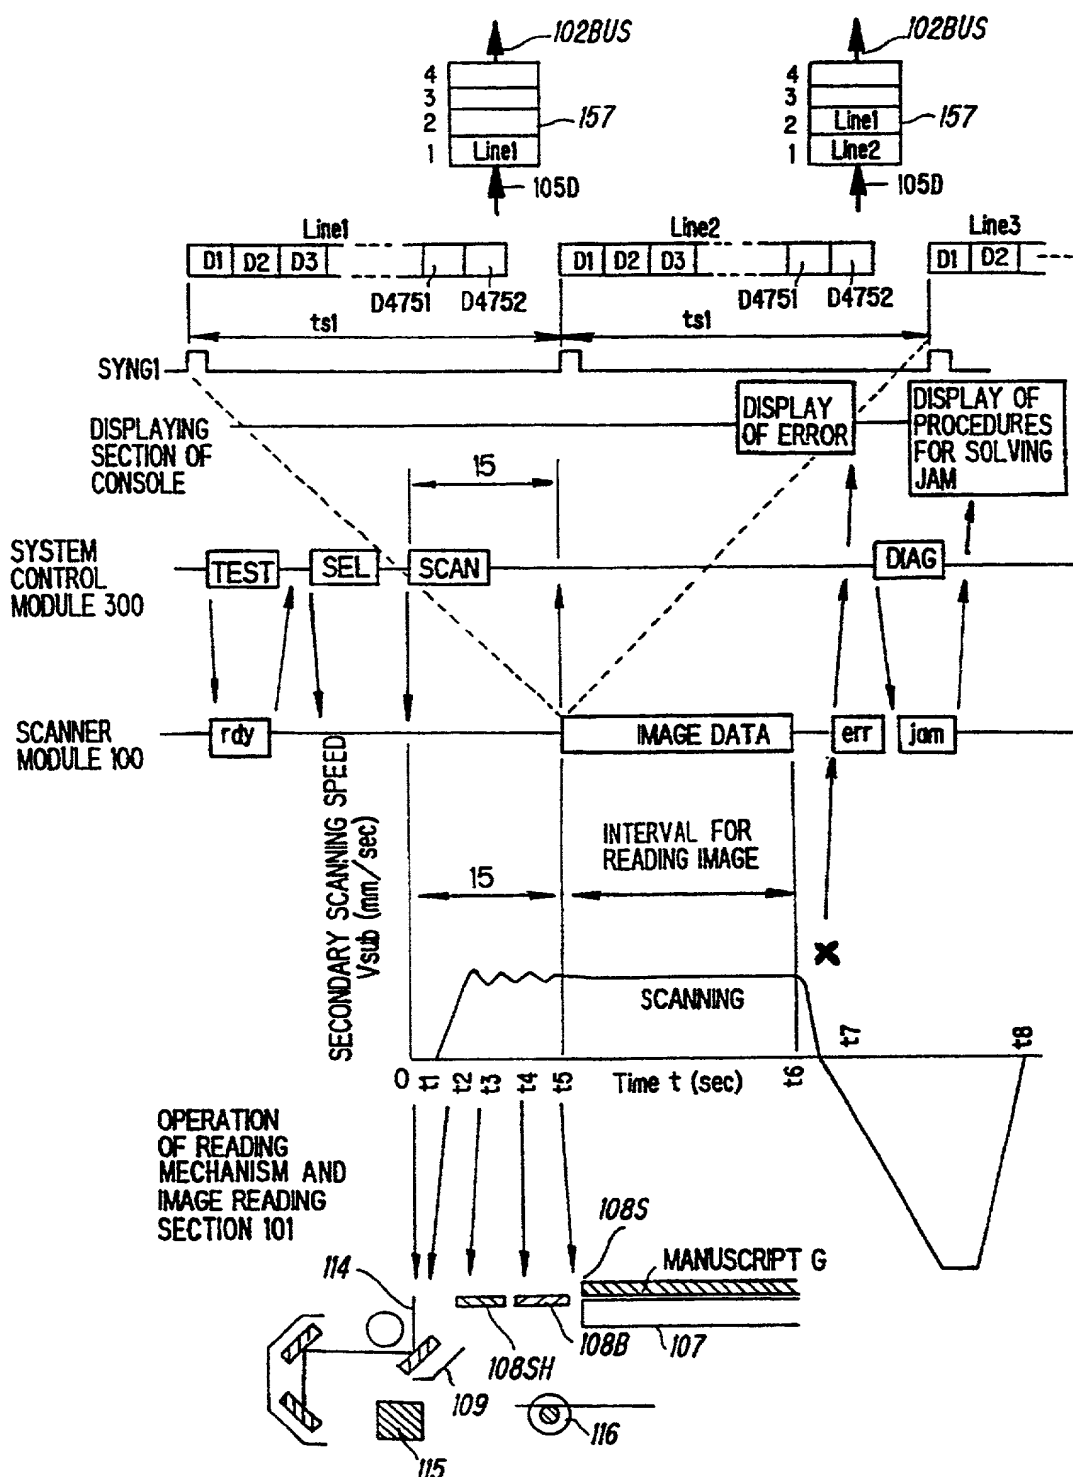 102BUS
102BUS
4
3
2
1
Line1
157
4
3
2
1
Line1
Line2
157
105D
105D
Line1
Line2
Line3
D1 D2 D3
D1 D2 D3
D1 D2
D4751 D4752
D4751 D4752
ts1
ts1
SYNG1
DISPLAYING
SECTION OF
CONSOLE
DISPLAY
OF ERROR
DISPLAY OF
PROCEDURES
FOR SOLVING
JAM
15
SYSTEM
CONTROL
MODULE 300
TEST
SEL
SCAN
DIAG
SCANNER
MODULE 100
rdy
IMAGE DATA
err
jam
SECONDARY SCANNING SPEED
Vsub (mm/sec)
INTERVAL FOR
READING IMAGE
15
SCANNING
0
t1
t2
t3
t4
t5
Time t (sec)
t6
t7
t8
OPERATION
OF READING
MECHANISM AND
IMAGE READING
SECTION 101
108S
MANUSCRIPT G
114
108SH
108B
107
109
115
116